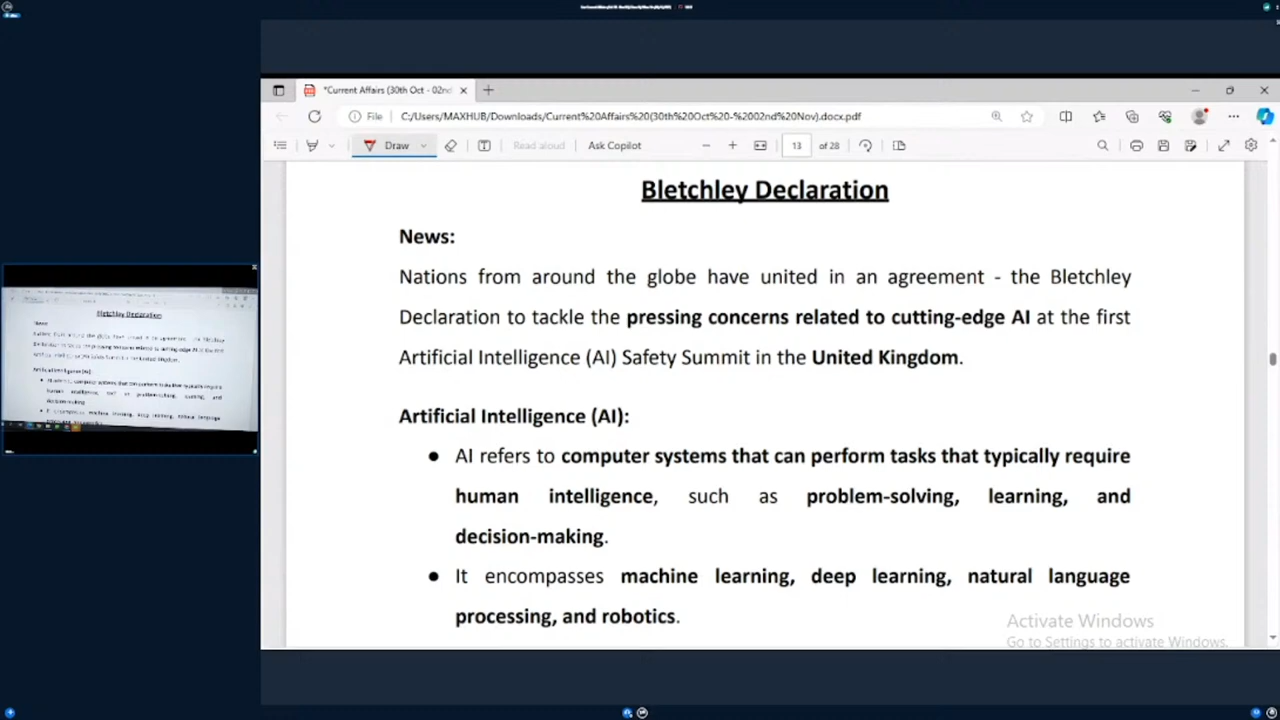 *Current Affairs (30th Oct - 02nd
File
C:/Users/MAXHUB/Downloads/Current%20Affairs%20(30th%20Oct%20-%2002nd%20Nov).docx.pdf
Draw
Read aloud
Ask Copilot
13 of 28
Bletchley Declaration
News:
Nations from around the globe have united in an agreement - the Bletchley
Declaration to tackle the pressing concerns related to cutting-edge AI at the first
Artificial Intelligence (AI) Safety Summit in the United Kingdom.
Artificial Intelligence (AI):
● AI refers to computer systems that can perform tasks that typically require
human intelligence, such as problem-solving, learning, and
decision-making.
● It encompasses machine learning, deep learning, natural language
processing, and robotics.
Activate Windows
Go to Settings to activate Windows.
Bletchley Declaration